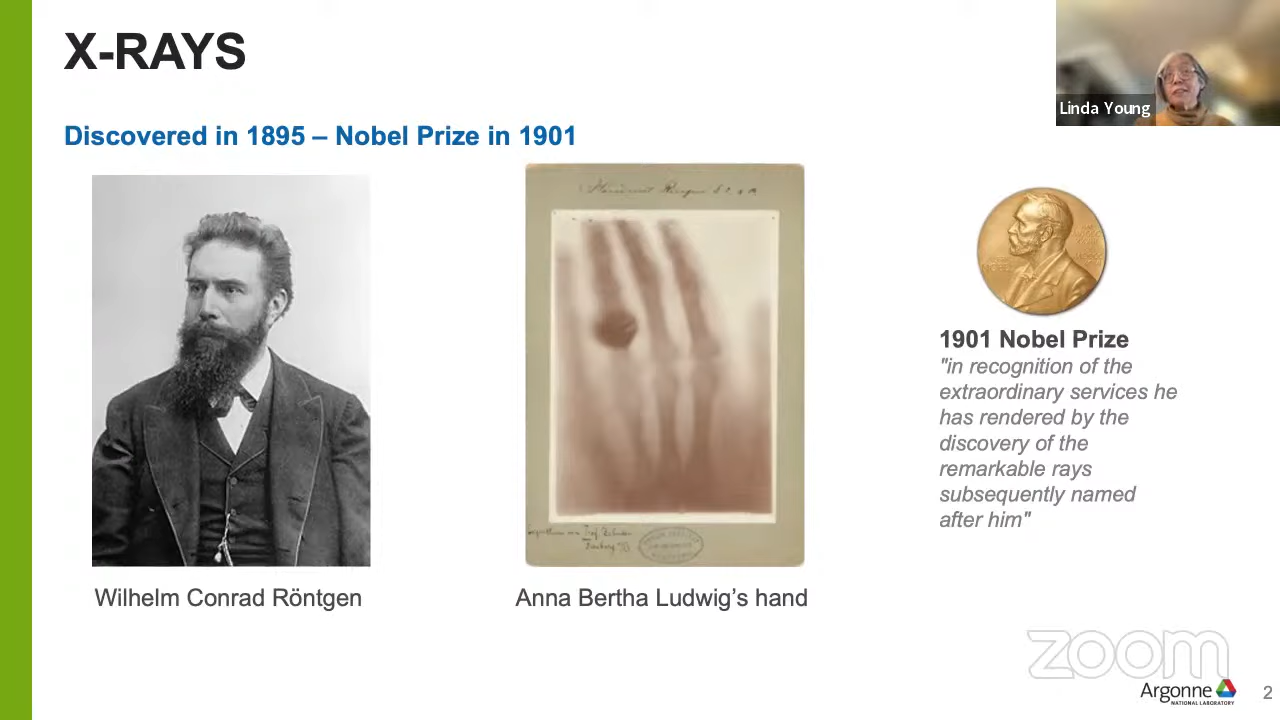 X-RAYS
Linda Young
Discovered in 1895 – Nobel Prize in 1901
1901 Nobel Prize
"in recognition of the
extraordinary services he
has rendered by the
discovery of the
remarkable rays
subsequently named
after him"
Wilhelm Conrad Röntgen
Anna Bertha Ludwig’s hand
zoom
Argonne
NATIONAL LABORATORY
2